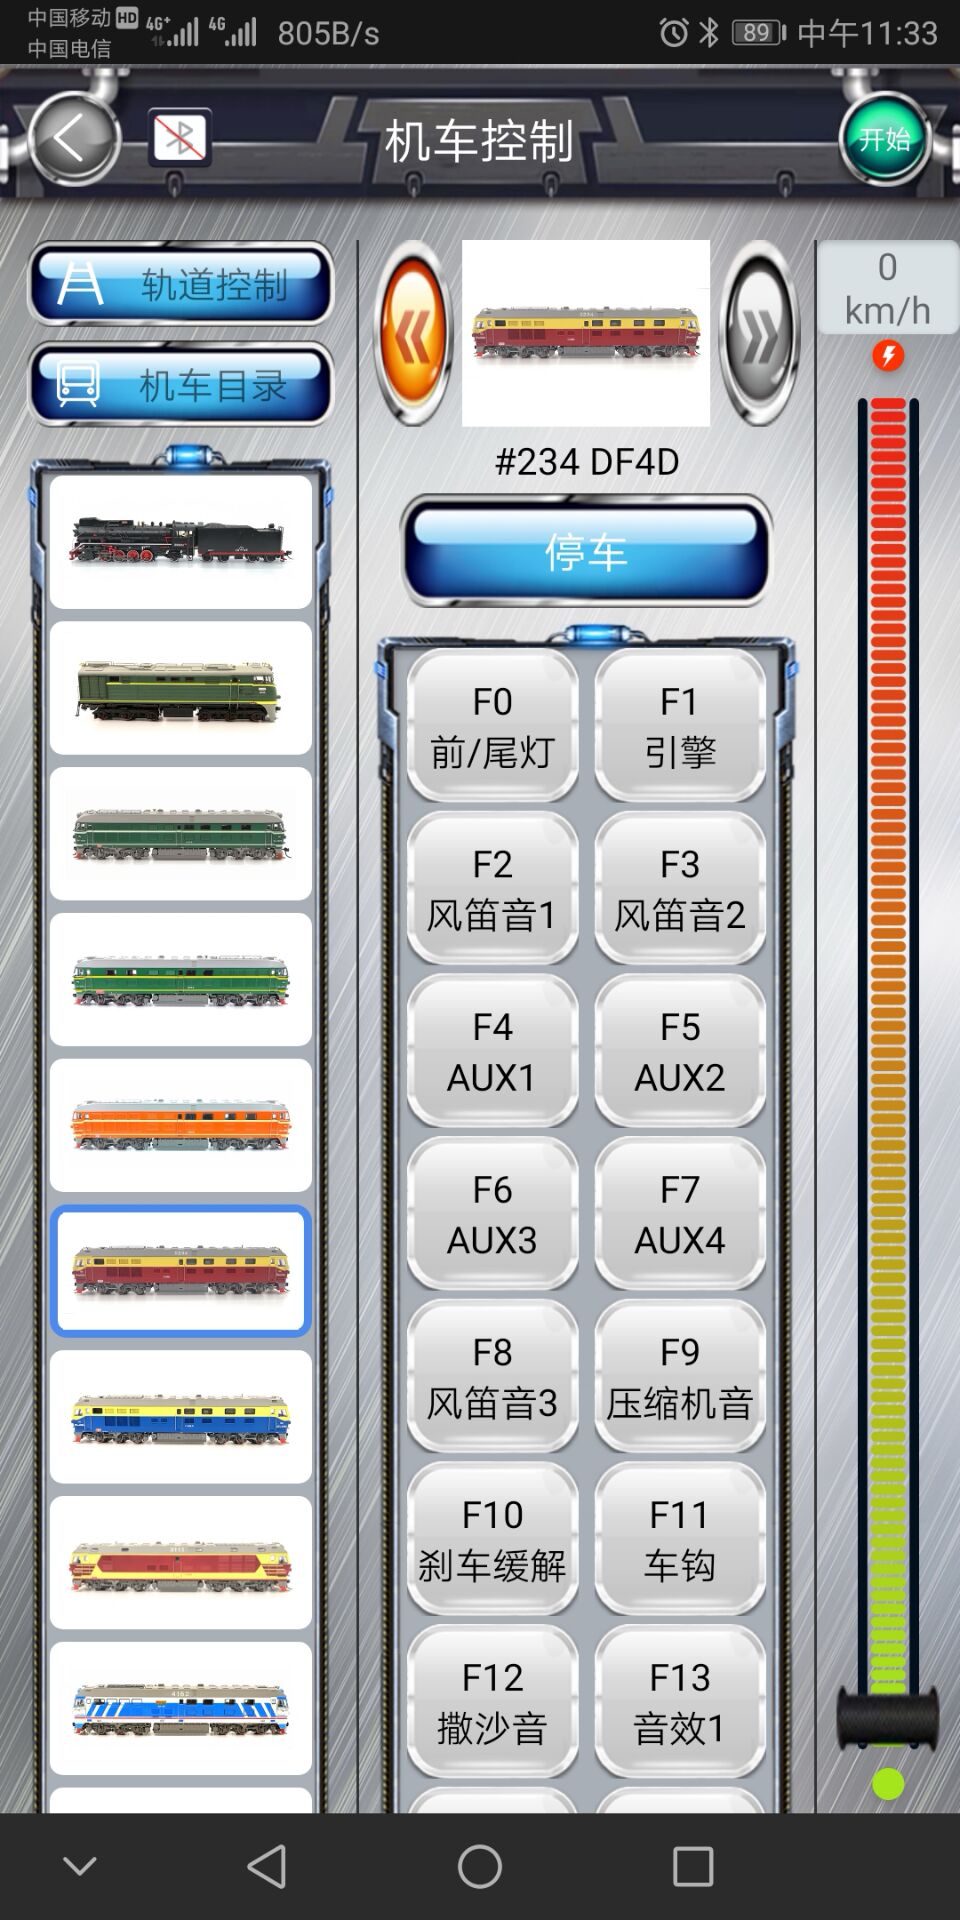 中国移动 HD 4G+ 4G 805B/s 89 中午11:33
中国电信
机车控制
开始
轨道控制
机车目录
0
km/h
#234 DF4D
停车
F0
前/尾灯
F1
引擎
F2
风笛音1
F3
风笛音2
F4
AUX1
F5
AUX2
F6
AUX3
F7
AUX4
F8
风笛音3
F9
压缩机音
F10
刹车缓解
F11
车钩
F12
撒沙音
F13
音效1